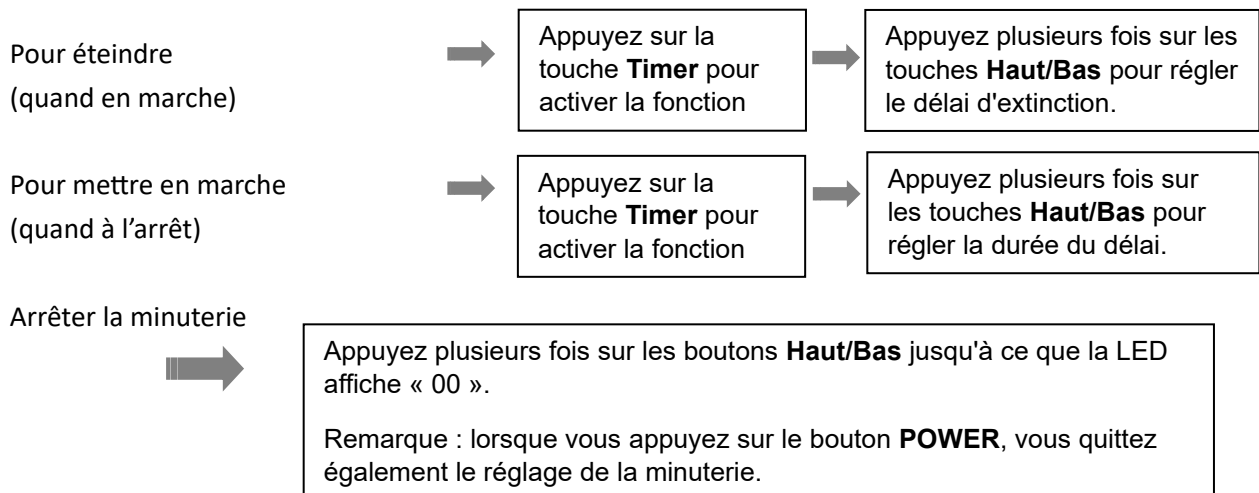 Pour éteindre
(quand en marche)
Appuyez sur la
touche Timer pour
activer la fonction
Appuyez plusieurs fois sur les
touches Haut/Bas pour régler
le délai d'extinction.
Pour mettre en marche
(quand à l’arrêt)
Appuyez sur la
touche Timer pour
activer la fonction
Appuyez plusieurs fois sur
les touches Haut/Bas pour
régler la durée du délai.
Arrêter la minuterie
Appuyez plusieurs fois sur les boutons Haut/Bas jusqu'à ce que la LED
affiche « 00 ».
Remarque : lorsque vous appuyez sur le bouton POWER, vous quittez
également le réglage de la minuterie.